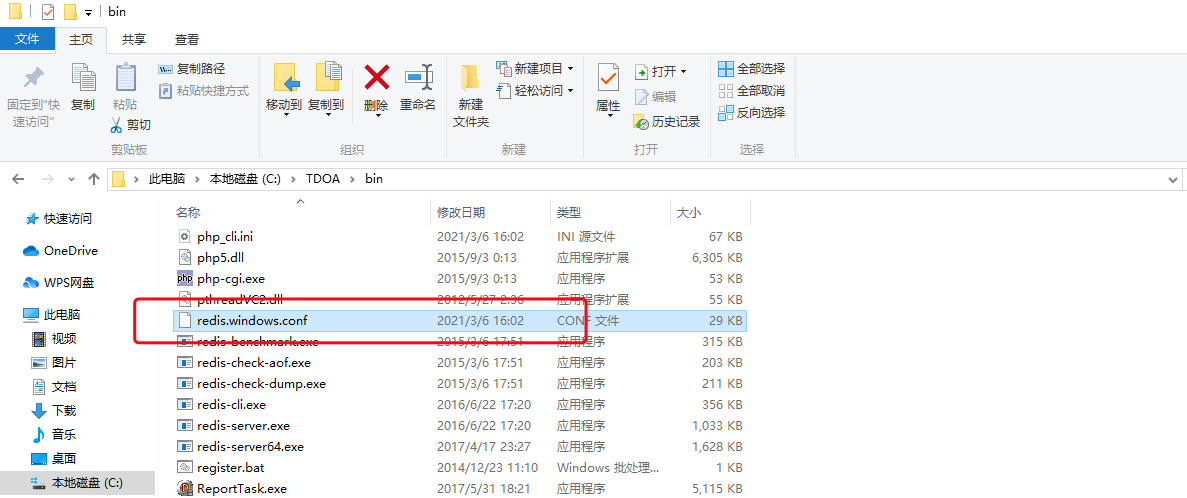 bin
文件 主页 共享 查看
固定到"快速访问" 复制 粘贴 复制路径 粘贴快捷方式 剪切 移动到 复制到 删除 重命名 新建文件夹 新建项目 轻松访问 属性 打开 编辑 历史记录 全部选择 全部取消 反向选择
剪贴板 组织 新建 打开 选择
此电脑 本地磁盘 (C:) TDOA bin
快速访问
OneDrive
WPS网盘
此电脑
视频
图片
文档
下载
音乐
桌面
本地磁盘 (C:)
名称 修改日期 类型 大小
php_cli.ini 2021/3/6 16:02 INI 源文件 67 KB
php5.dll 2015/9/3 0:13 应用程序扩展 6,305 KB
php php-cgi.exe 2015/9/3 0:13 应用程序 53 KB
pthreadVC2.dll 2012/5/27 2:36 应用程序扩展 55 KB
redis.windows.conf 2021/3/6 16:02 CONF 文件 29 KB
redis-benchmark.exe 2015/3/6 17:51 应用程序 315 KB
redis-check-aof.exe 2015/3/6 17:51 应用程序 203 KB
redis-check-dump.exe 2015/3/6 17:51 应用程序 211 KB
redis-cli.exe 2016/6/22 17:20 应用程序 356 KB
redis-server.exe 2016/6/22 17:20 应用程序 1,033 KB
redis-server64.exe 2017/4/17 23:27 应用程序 1,628 KB
register.bat 2014/12/23 11:10 Windows 批处理... 1 KB
ReportTask.exe 2017/5/31 18:21 应用程序 5,115 KB